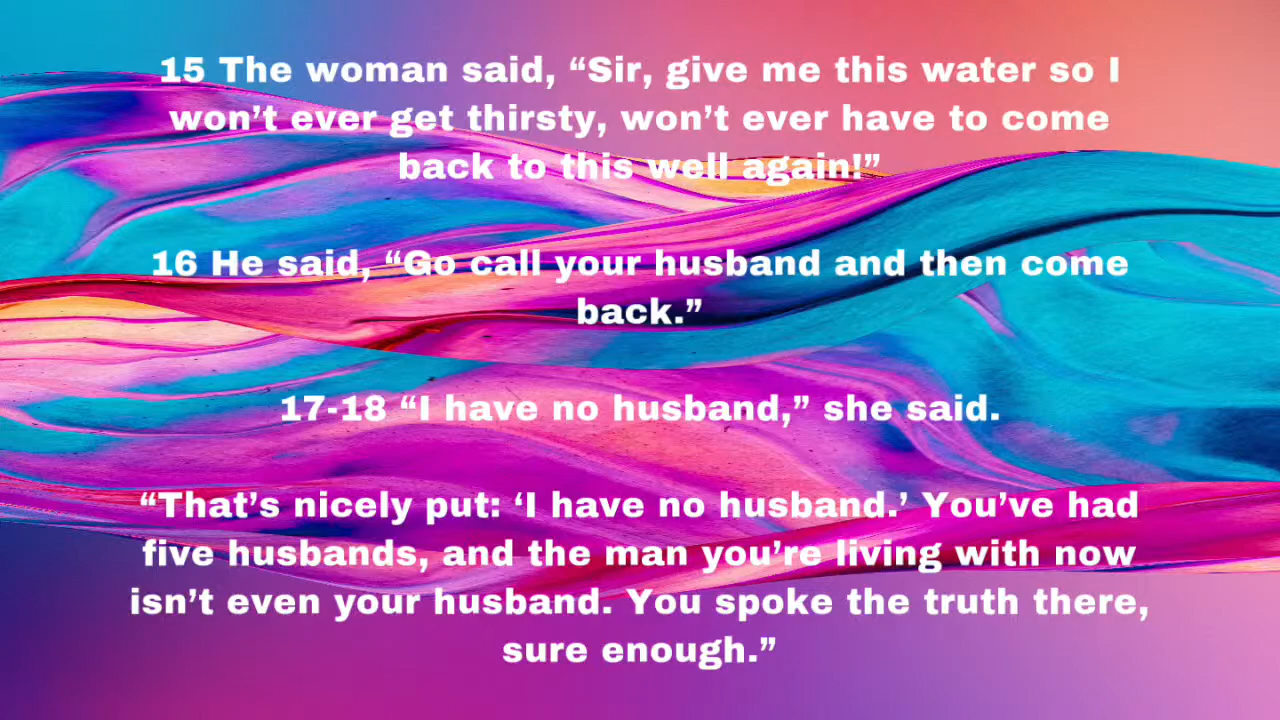 15 The woman said, “Sir, give me this water so I
won’t ever get thirsty, won’t ever have to come
back to this well again!”
16 He said, “Go call your husband and then come
back.”
17-18 “I have no husband,” she said.
“That’s nicely put: ‘I have no husband.’ You’ve had
five husbands, and the man you’re living with now
isn’t even your husband. You spoke the truth there,
sure enough.”